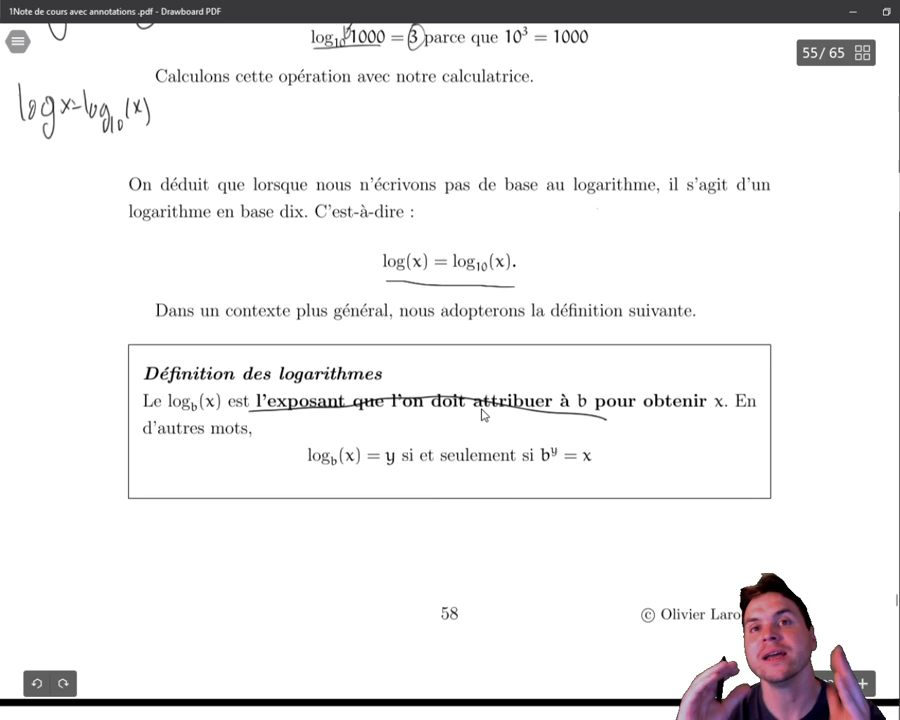 1Note de cours avec annotations .pdf - Drawboard PDF
log₁₀ 1000 = 3 parce que 10³ = 1000
55 / 65
Calculons cette opération avec notre calculatrice.
log x = log₁₀(x)
On déduit que lorsque nous n'écrivons pas de base au logarithme, il s'agit d'un
logarithme en base dix. C'est-à-dire :
log(x) = log₁₀(x).
Dans un contexte plus général, nous adopterons la définition suivante.
Définition des logarithmes
Le log_b(x) est l'exposant que l'on doit attribuer à b pour obtenir x. En
d'autres mots,
log_b(x) = y si et seulement si b^y = x
58
© Olivier Laro